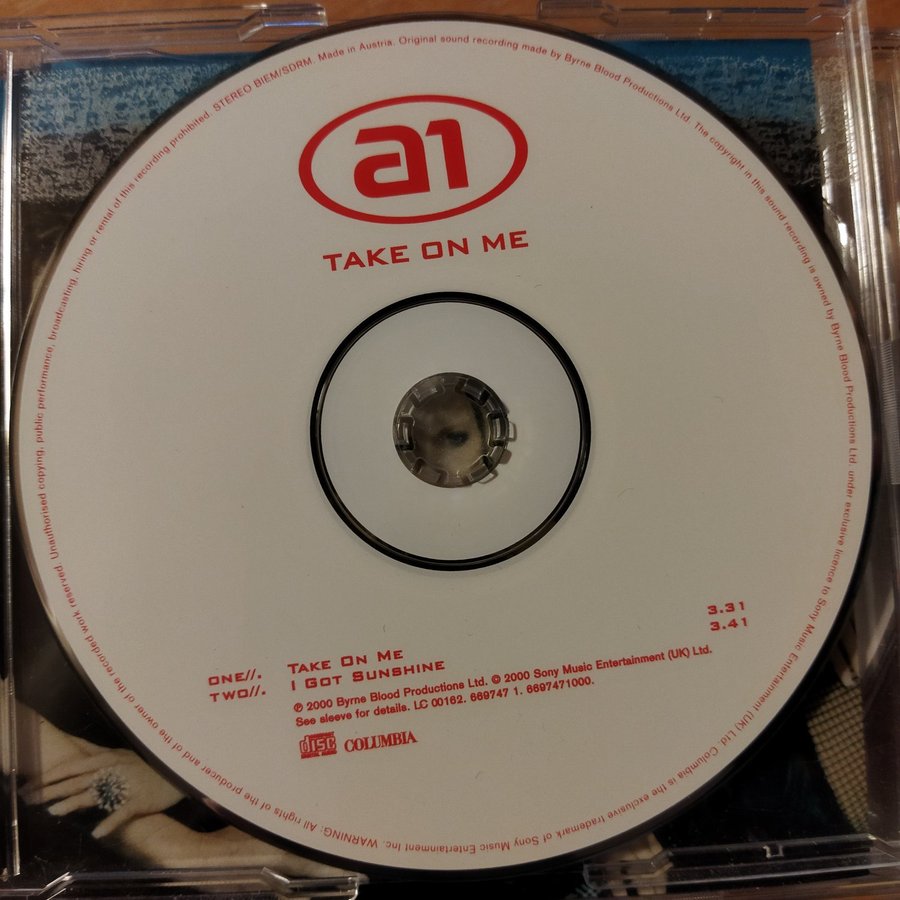 a1
TAKE ON ME
ONE//. TAKE ON ME 3.31
TWO//. I GOT SUNSHINE 3.41
℗ 2000 Byrne Blood Productions Ltd. © 2000 Sony Music Entertainment (UK) Ltd.
See sleeve for details. LC 00162. 669747 1. 6697471000.
COMPACT disc DIGITAL AUDIO COLUMBIA
WARNING: All rights of the producer and of the owner of the recorded work reserved. Unauthorised copying, public performance, broadcasting, hiring or rental of this recording prohibited. STEREO BIEM/SDRM. Made in Austria. Original sound recording made by Byrne Blood Productions Ltd. The copyright in this sound recording is owned by Byrne Blood Productions Ltd. under exclusive licence to Sony Music Entertainment (UK) Ltd. Columbia is the exclusive trademark of Sony Music Entertainment Inc.